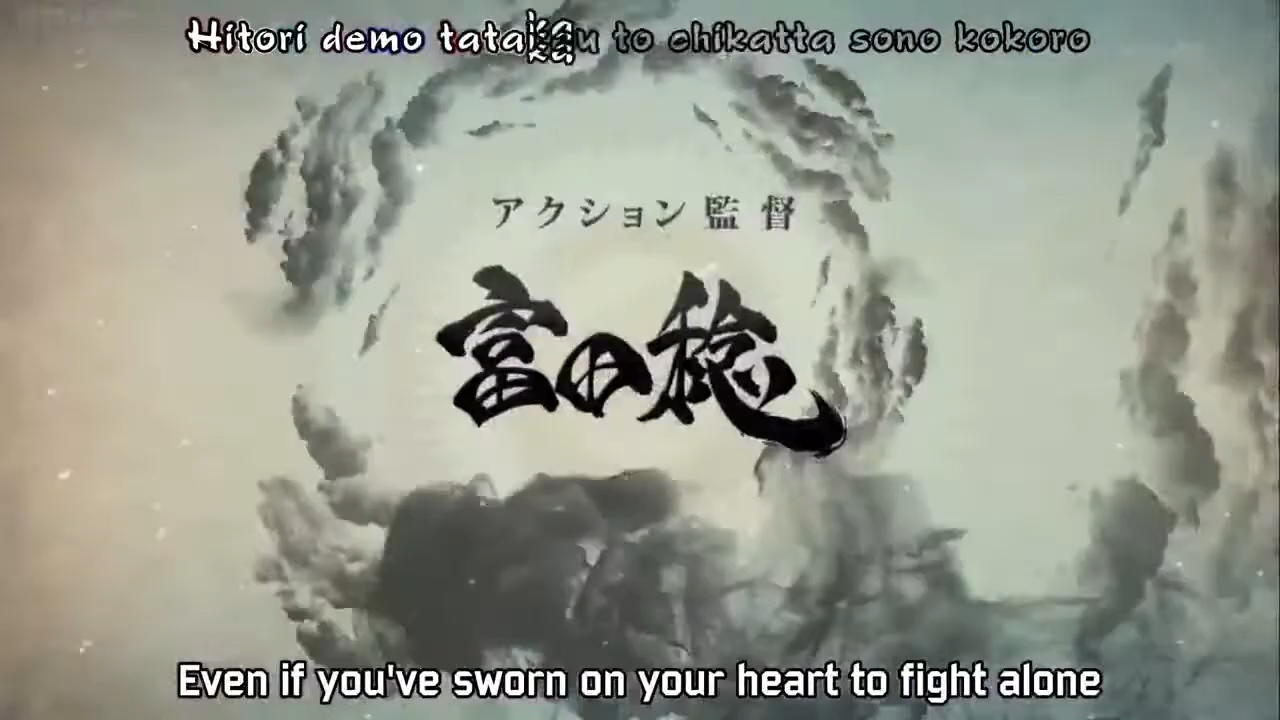 Hitori demo tatakau to chikatta sono kokoro
アクション 監 督
富田稔
Even if you've sworn on your heart to fight alone